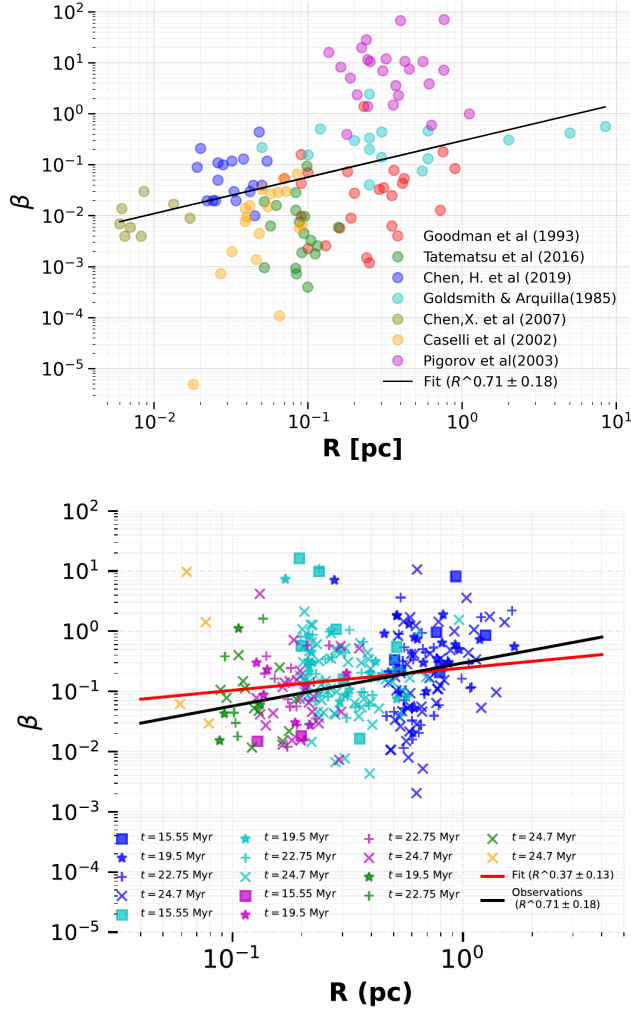 10^2
10^1
10^0
10^−1
10^−2
10^−3
10^−4
10^−5
β
Goodman et al (1993)
Tatematsu et al (2016)
Chen, H. et al (2019)
Goldsmith & Arquilla(1985)
Chen,X. et al (2007)
Caselli et al (2002)
Pigorov et al(2003)
Fit (R^0.71 ± 0.18)
10^−2 10^−1 10^0 10^1
R [pc]
10^2
10^1
10^0
10^−1
10^−2
10^−3
10^−4
10^−5
β
t = 15.55 Myr t = 19.5 Myr t = 22.75 Myr t = 24.7 Myr
t = 19.5 Myr t = 22.75 Myr t = 24.7 Myr t = 24.7 Myr
t = 22.75 Myr t = 24.7 Myr t = 19.5 Myr Fit (R^0.37 ± 0.13)
t = 24.7 Myr t = 15.55 Myr t = 22.75 Myr Observations
(R^0.71 ± 0.18)
t = 15.55 Myr t = 19.5 Myr
10^−1 10^0
R (pc)